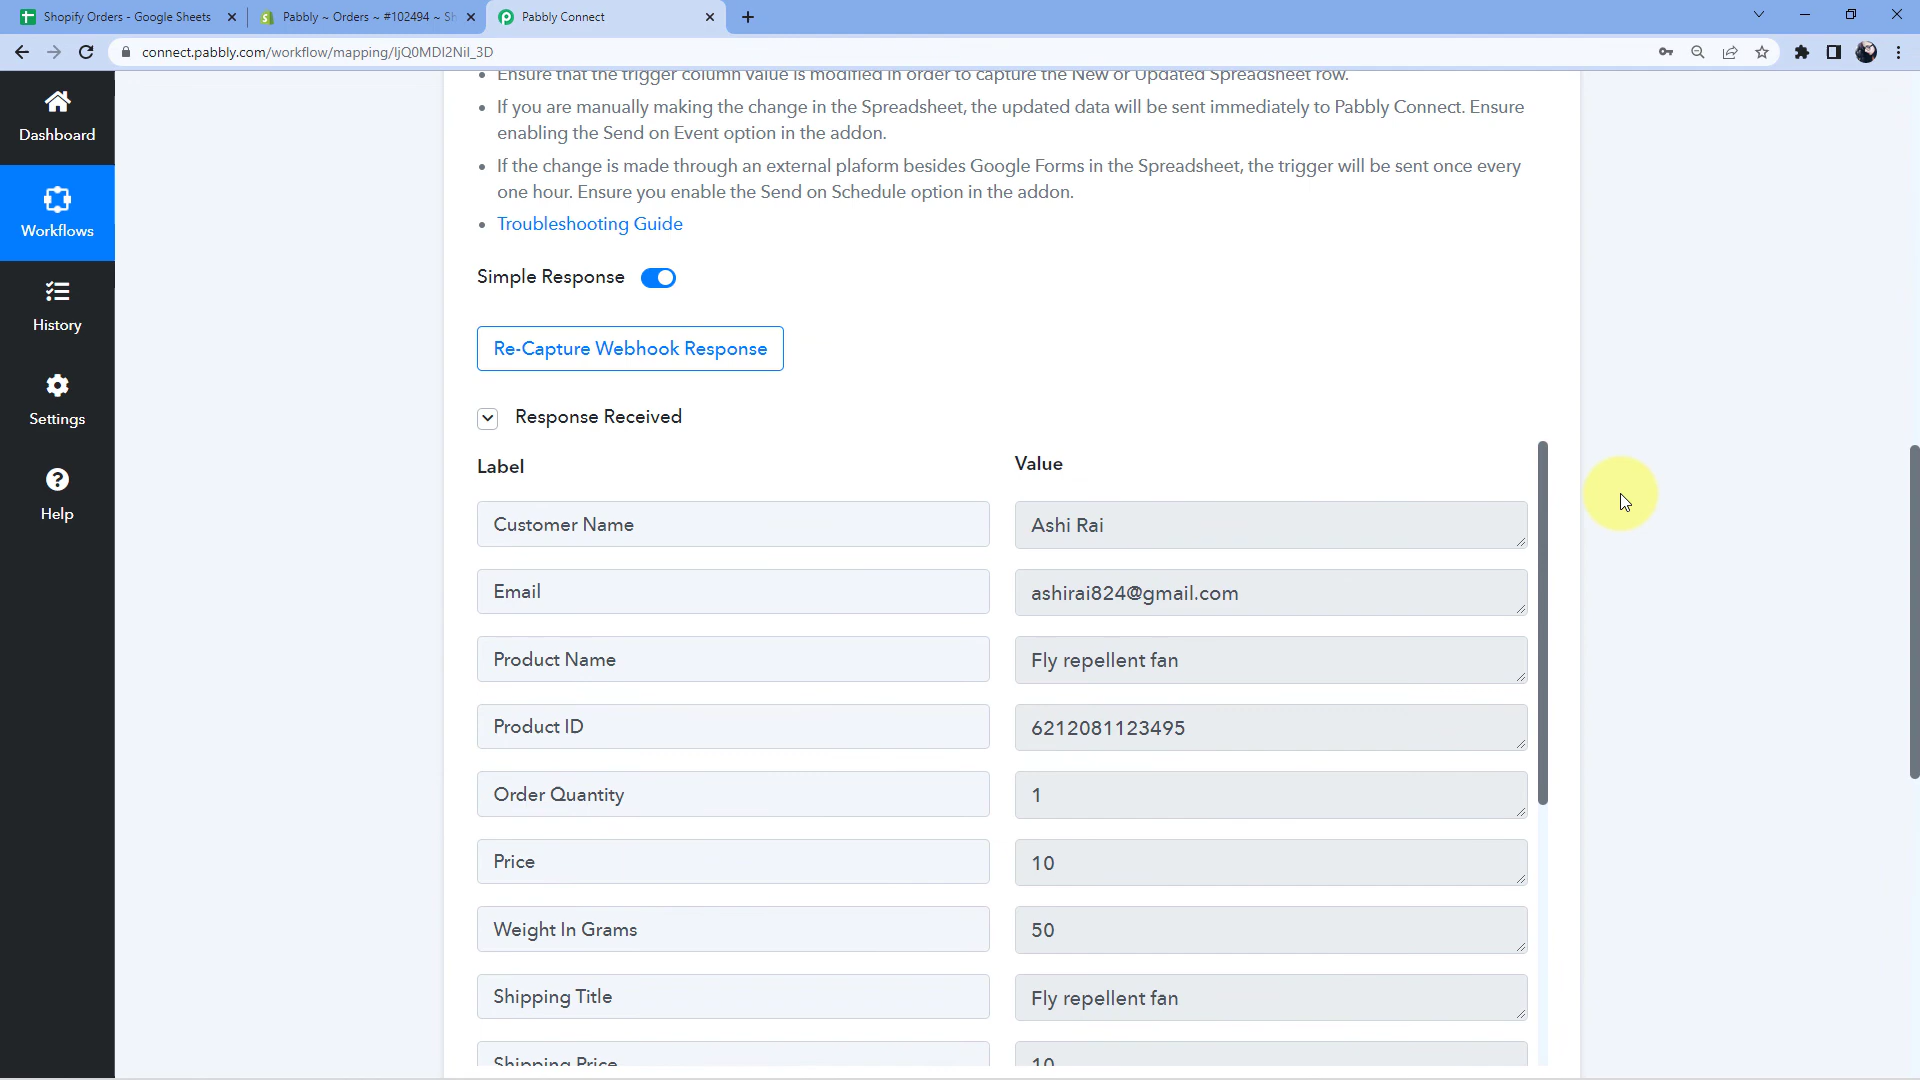 Shopify Orders - Google Sheets
Pabbly ~ Orders ~ #102494 ~ Sh
Pabbly Connect
connect.pabbly.com/workflow/mapping/IjQ0MDI2NiI_3D
Dashboard
Workflows
History
Settings
Help
Ensure that the trigger column value is modified in order to capture the New or Updated Spreadsheet row.
If you are manually making the change in the Spreadsheet, the updated data will be sent immediately to Pabbly Connect. Ensure
enabling the Send on Event option in the addon.
If the change is made through an external plaform besides Google Forms in the Spreadsheet, the trigger will be sent once every
one hour. Ensure you enable the Send on Schedule option in the addon.
Troubleshooting Guide
Simple Response
Re-Capture Webhook Response
Response Received
Label Value
Customer Name Ashi Rai
Email ashirai824@gmail.com
Product Name Fly repellent fan
Product ID 6212081123495
Order Quantity 1
Price 10
Weight In Grams 50
Shipping Title Fly repellent fan
Shipping Price 10